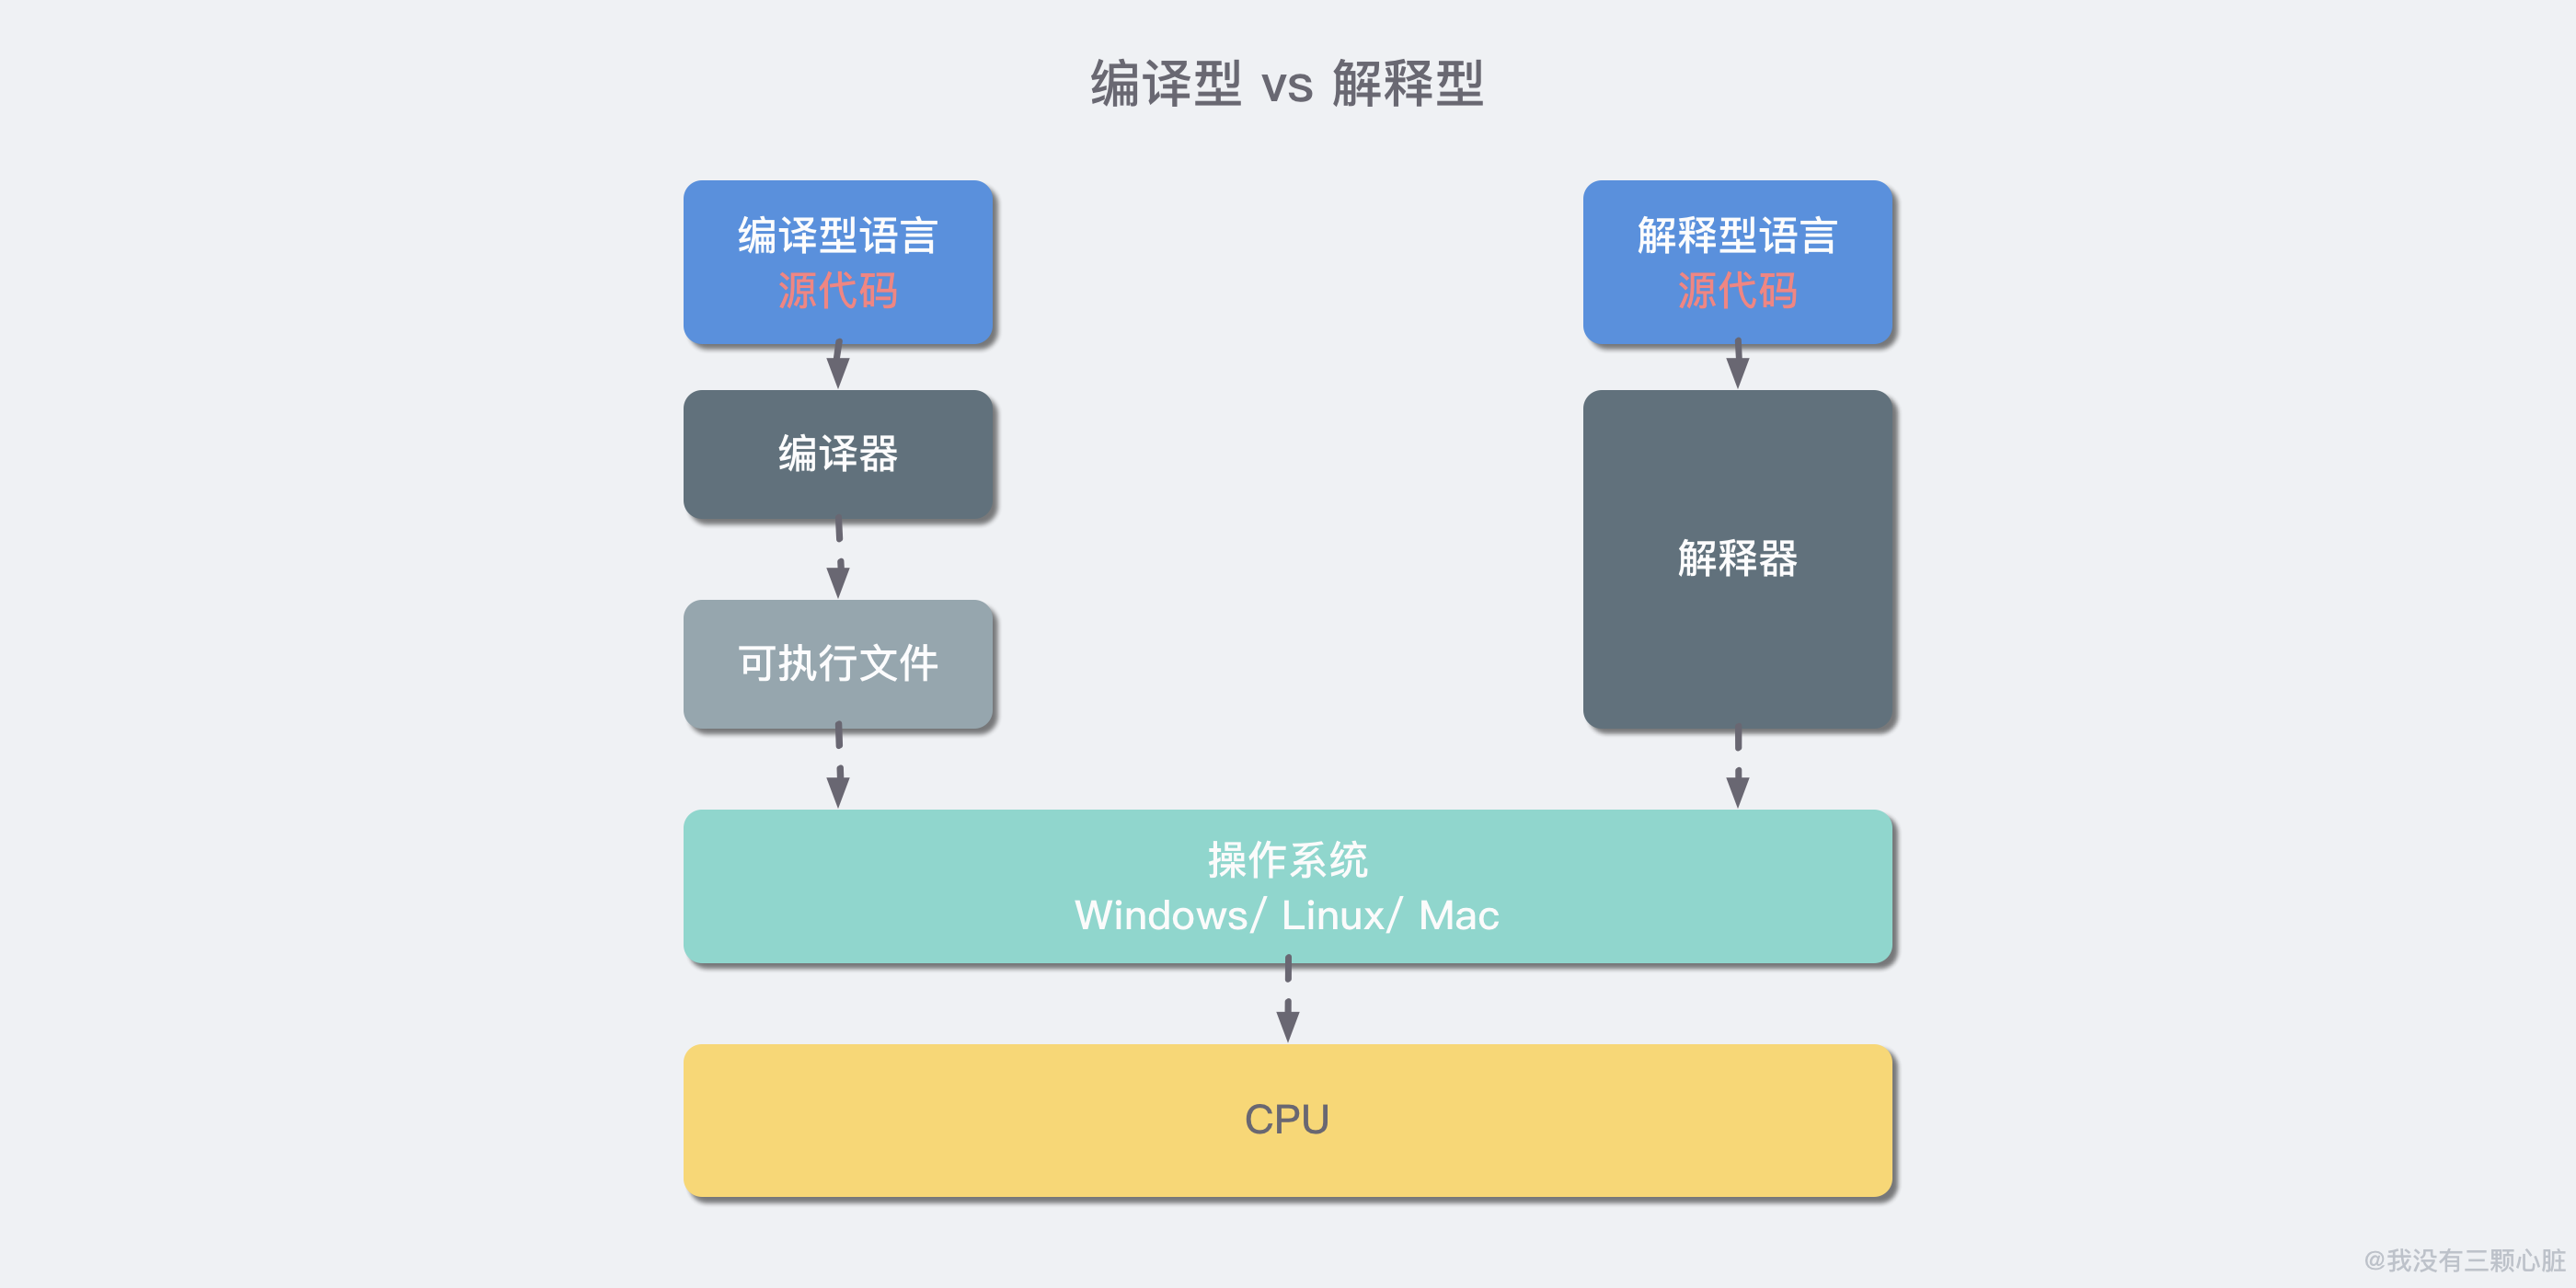 编译型 vs 解释型
编译型语言
源代码
解释型语言
源代码
编译器
解释器
可执行文件
操作系统
Windows/ Linux/ Mac
CPU
@我没有三颗心脏